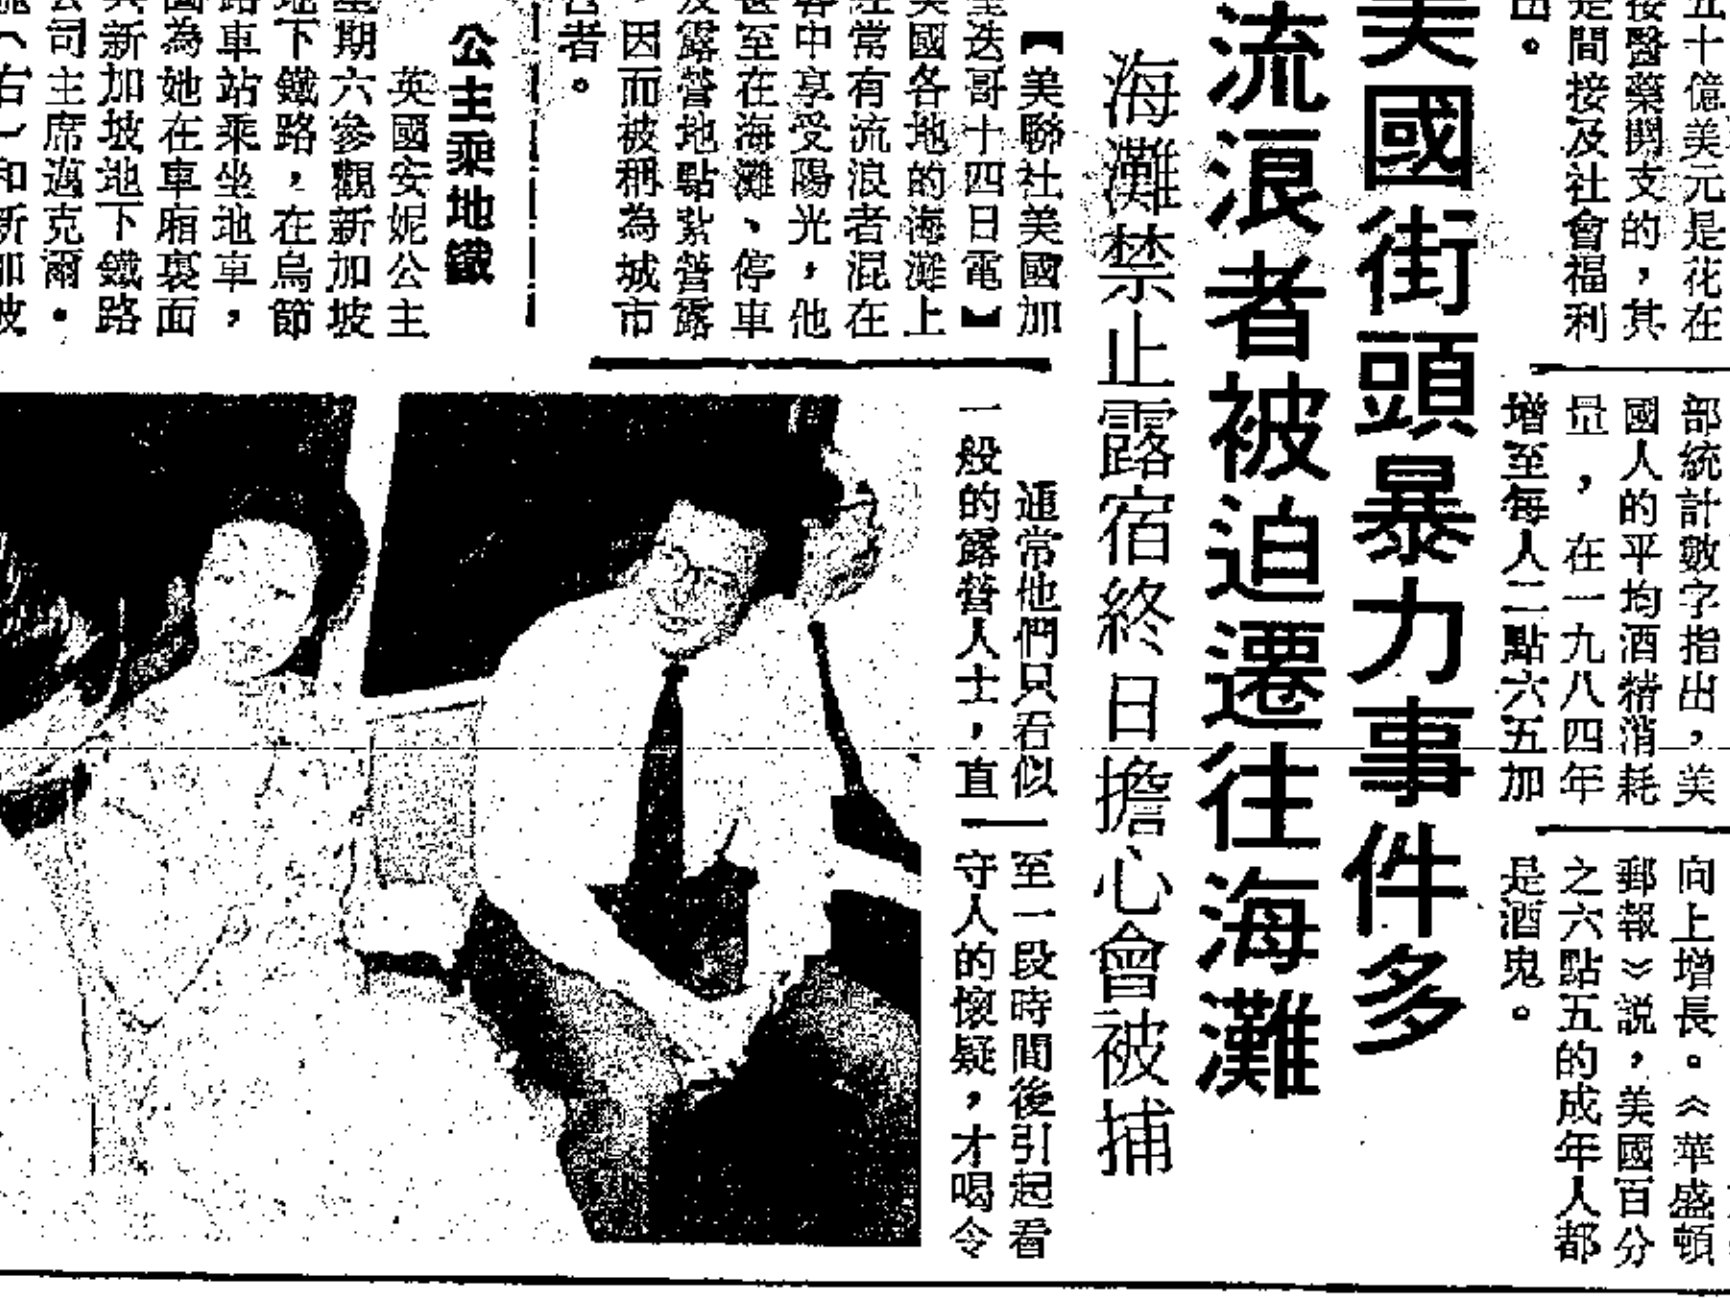 五十億美元是花在
接醫藥開支的，其
是間接及社會福利
出。
部統計數字指出，美
國人的平均酒精消耗
量，在一九八四年
增至每人二點六五加
向上增長。《華盛頓
郵報》説，美國百分
之六點五的成年人都
是酒鬼。
美國街頭暴力事件多
流浪者被迫遷往海灘
海灘禁止露宿終日擔心會被捕
【美聯社美國加
迭哥十四日電】
美國各地的海灘上
經常有流浪者混在
客中享受陽光，他
甚至在海灘、停車
及露營地點紮營露
，因而被稱為城市
者。
通常他們只看似
一般的露營人士，直
至一段時間後引起看
守人的懷疑，才喝令
公主乘地鐵
英國安妮公主
星期六參觀新加坡
地下鐵路，在烏節
路車站乘坐地車，
圖為她在車廂裏面
與新加坡地下鐵路
公司主席邁克爾・
（右）和新加坡